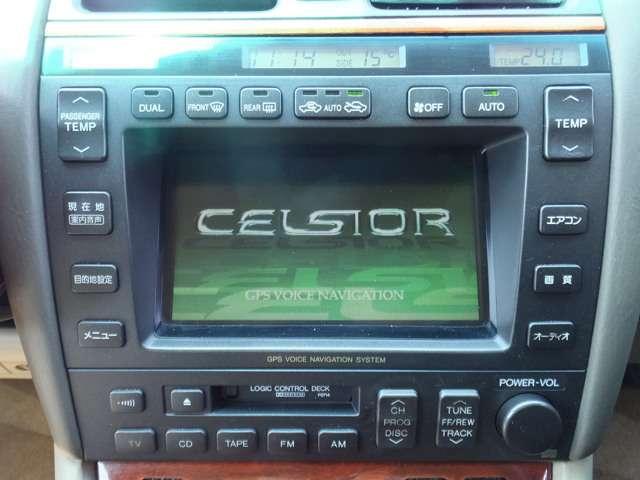 11:14 OUT SIDE 15℃
TEMP 24.0
PASSENGER TEMP
DUAL
FRONT
REAR
AUTO
OFF
AUTO
TEMP
現在地
案内音声
エアコン
CELSIOR
目的地設定
画質
GPS VOICE NAVIGATION
メニュー
オーディオ
GPS VOICE NAVIGATION SYSTEM
POWER-VOL
LOGIC CONTROL DECK
CH
PROG
DISC
TUNE
FF/REW
TRACK
TV
CD
TAPE
FM
AM